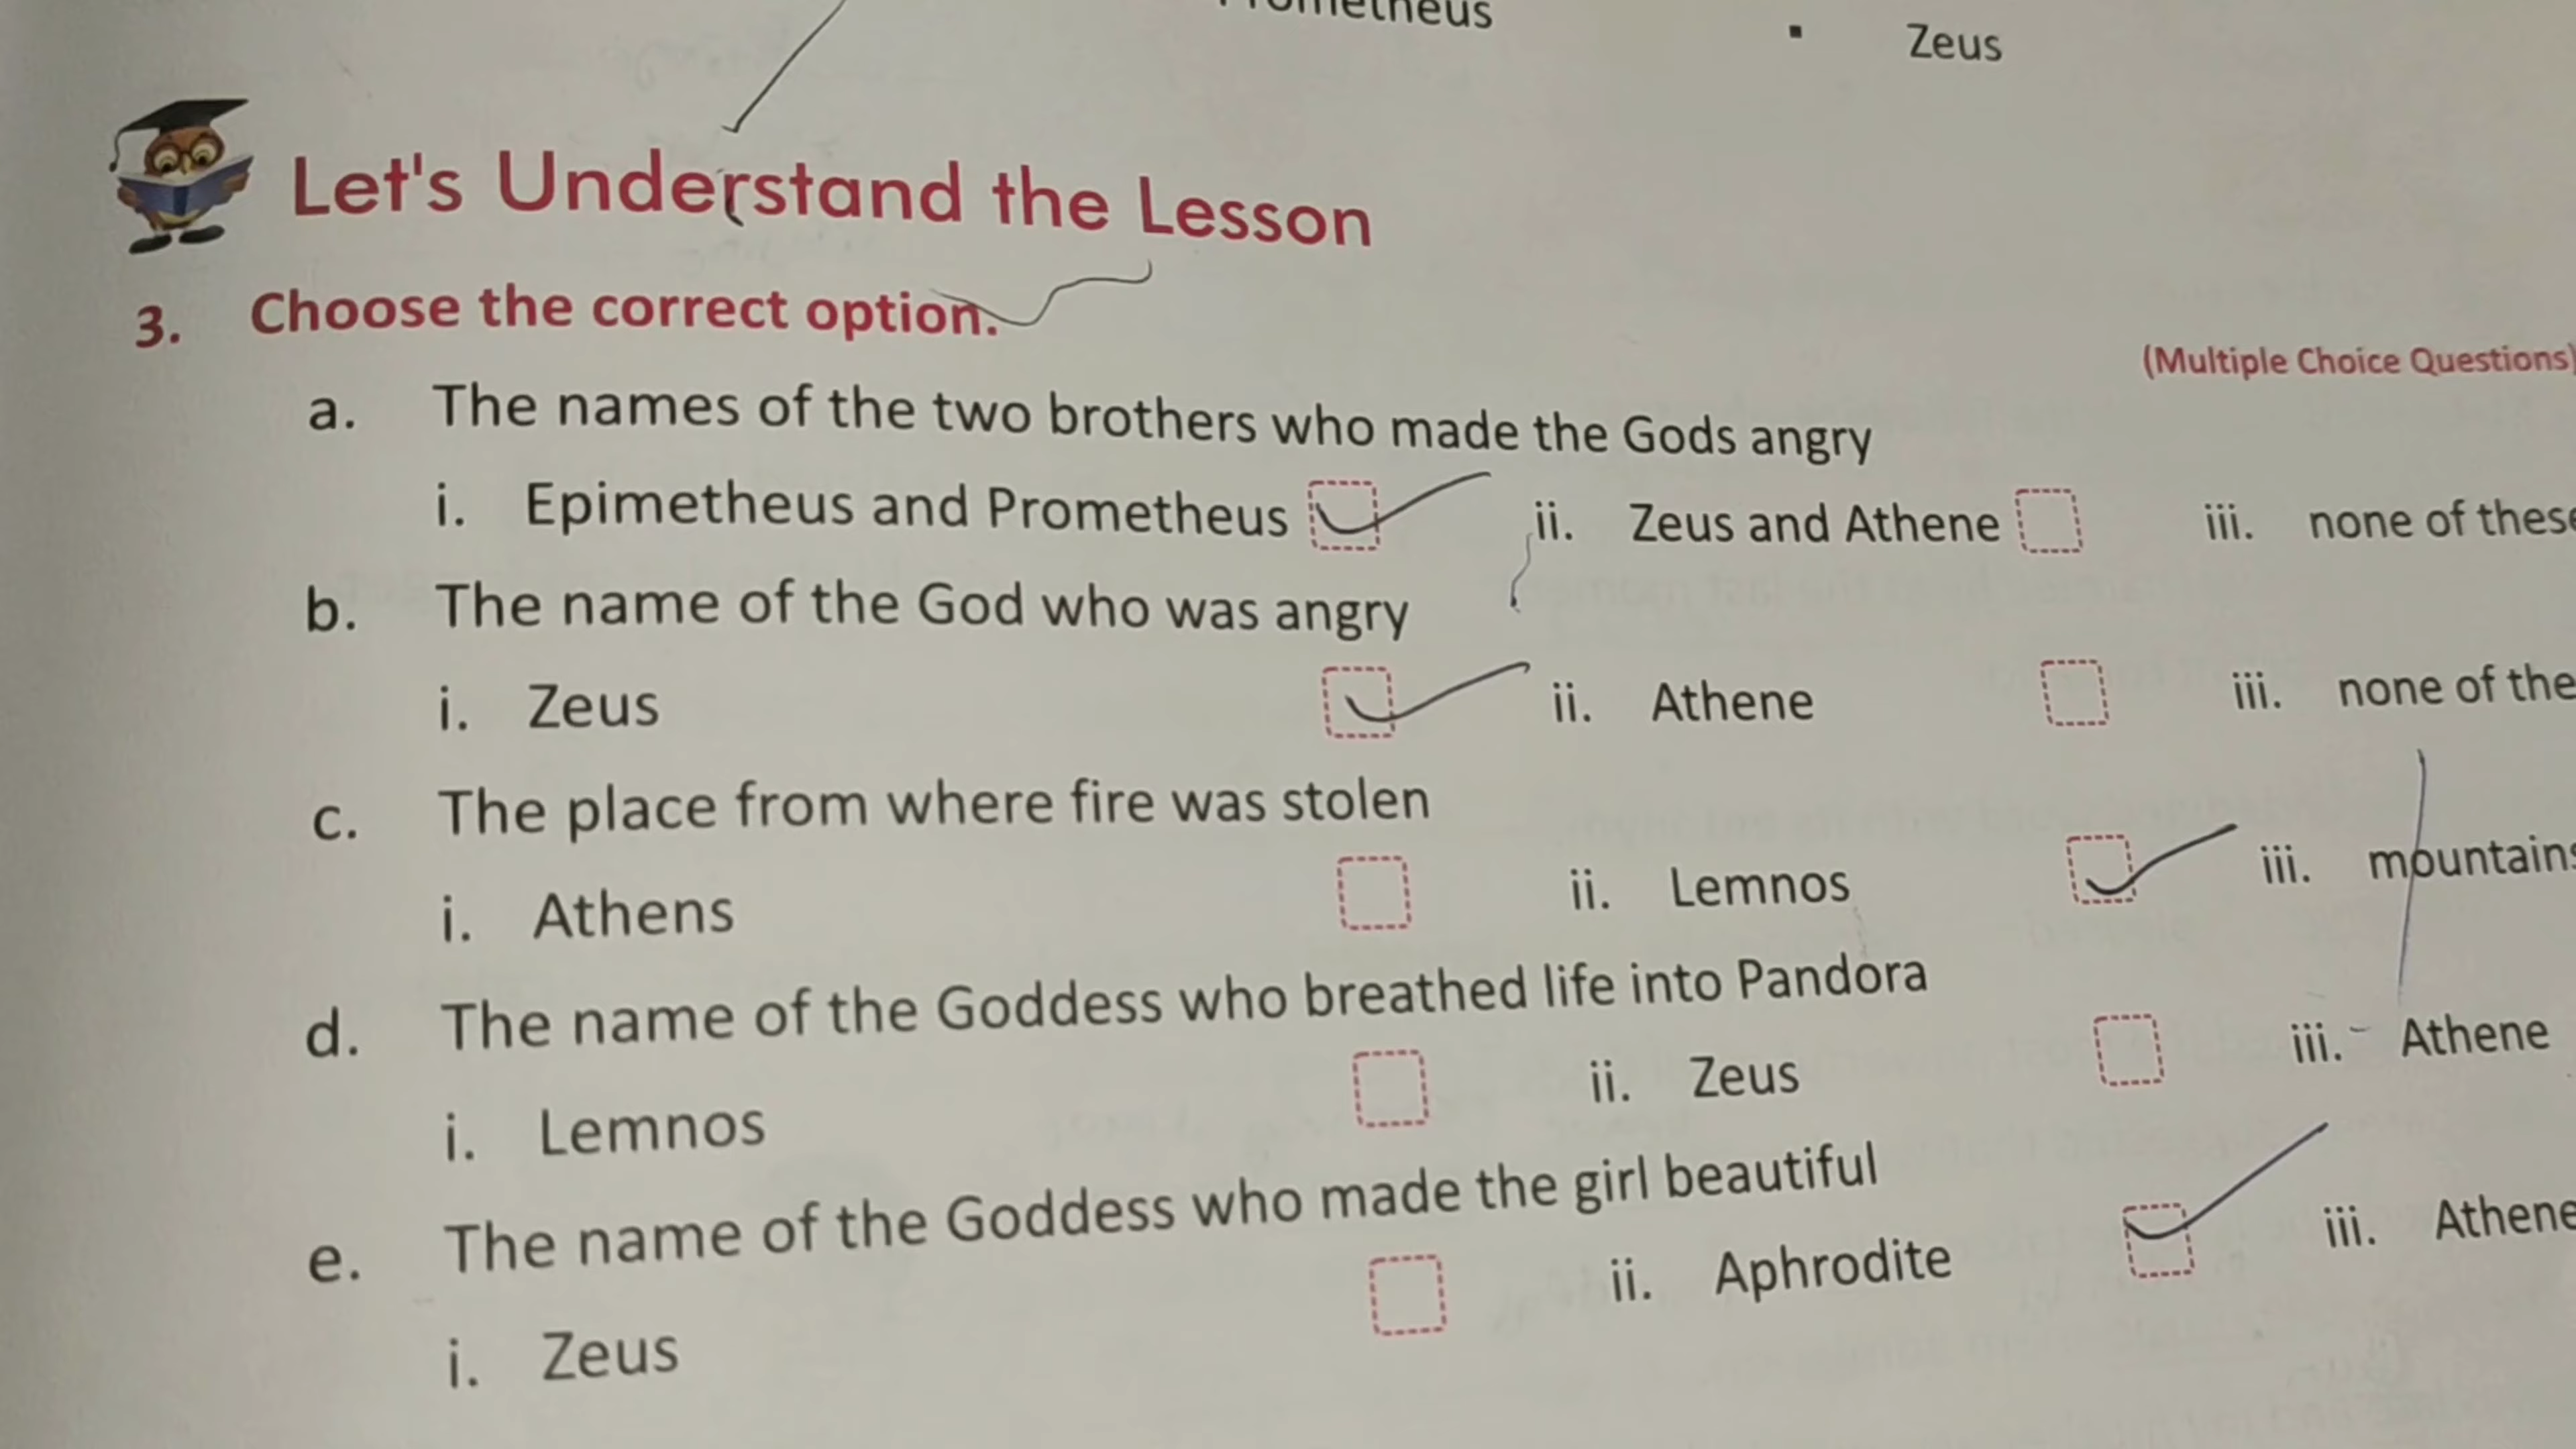 Prometheus
▪ Zeus
Let's Understand the Lesson
3. Choose the correct option.
(Multiple Choice Questions)
a. The names of the two brothers who made the Gods angry
i. Epimetheus and Prometheus ii. Zeus and Athene iii. none of these
b. The name of the God who was angry
i. Zeus ii. Athene iii. none of the
c. The place from where fire was stolen
i. Athens ii. Lemnos iii. mountains
d. The name of the Goddess who breathed life into Pandora
i. Lemnos ii. Zeus iii. Athene
e. The name of the Goddess who made the girl beautiful
i. Zeus ii. Aphrodite iii. Athene